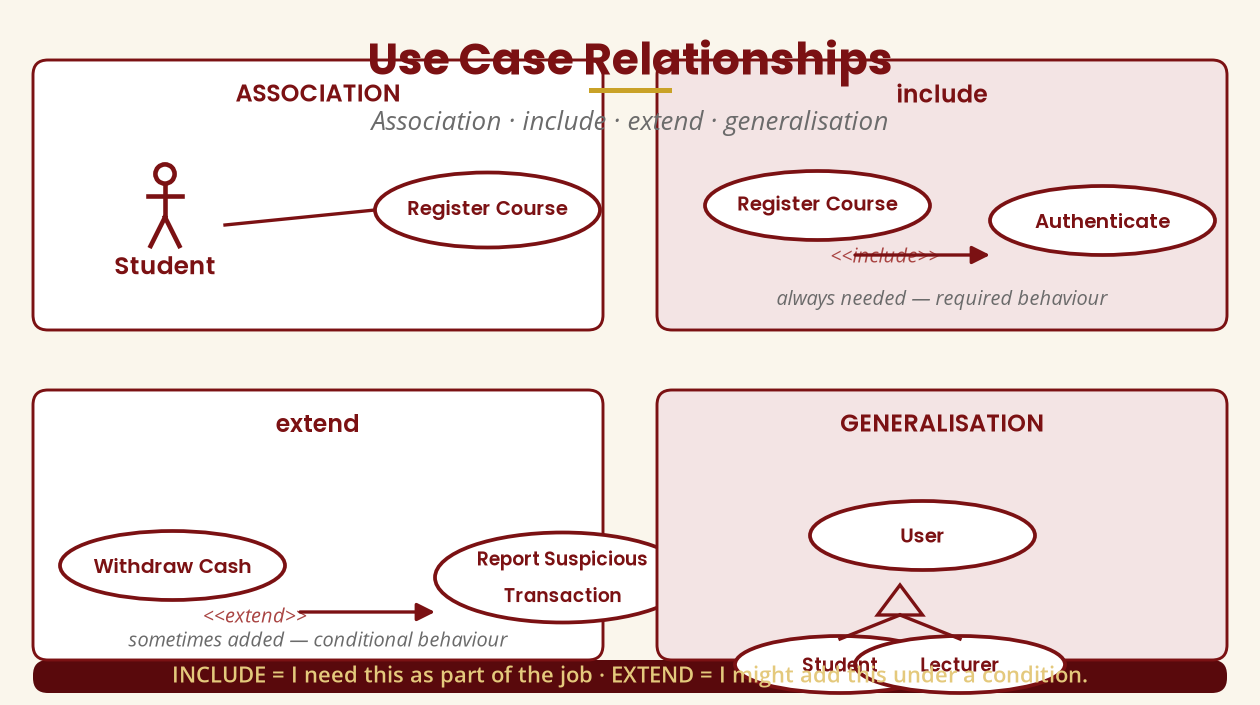 Use Case Relationships
Association · include · extend · generalisation
ASSOCIATION
Student
Register Course
include
Register Course
Authenticate
<<include>>
always needed — required behaviour
extend
Withdraw Cash
Report Suspicious
Transaction
<<extend>>
sometimes added — conditional behaviour
GENERALISATION
User
Student
Lecturer
INCLUDE = I need this as part of the job · EXTEND = I might add this under a condition.